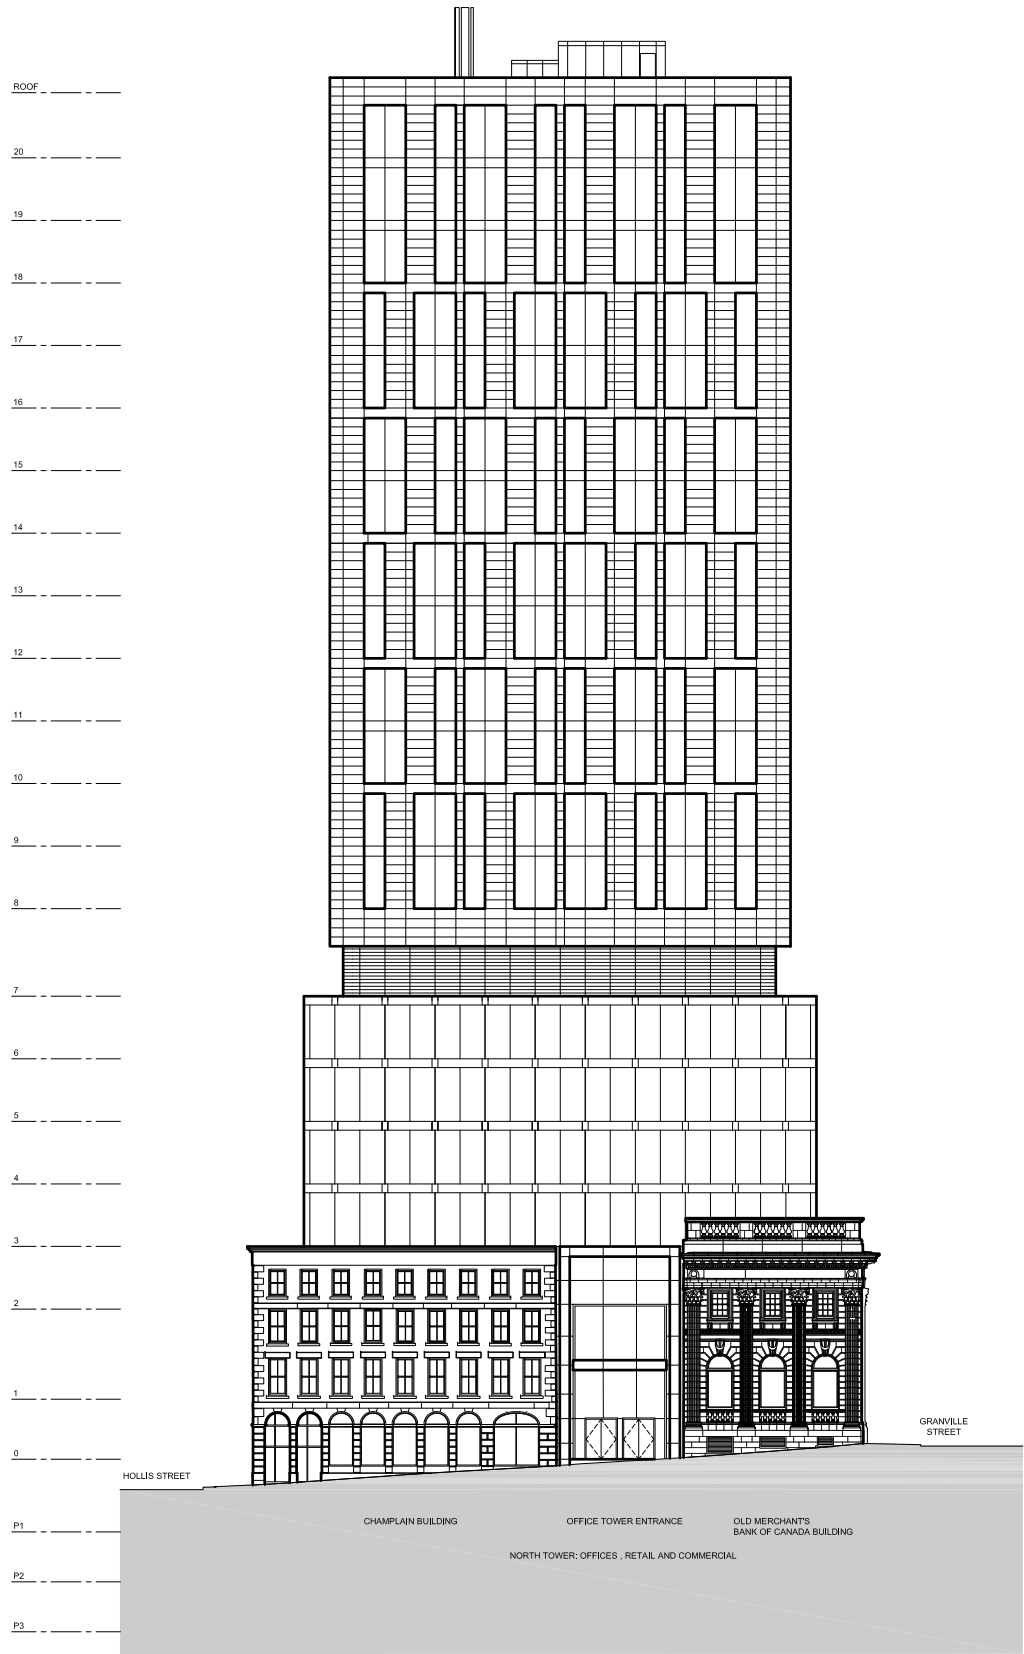 ROOF
20
19
18
17
16
15
14
13
12
11
10
9
8
7
6
5
4
3
2
1
0
P1
P2
P3
GRANVILLE
STREET
HOLLIS STREET
CHAMPLAIN BUILDING
OFFICE TOWER ENTRANCE
OLD MERCHANT'S
BANK OF CANADA BUILDING
NORTH TOWER: OFFICES , RETAIL AND COMMERCIAL